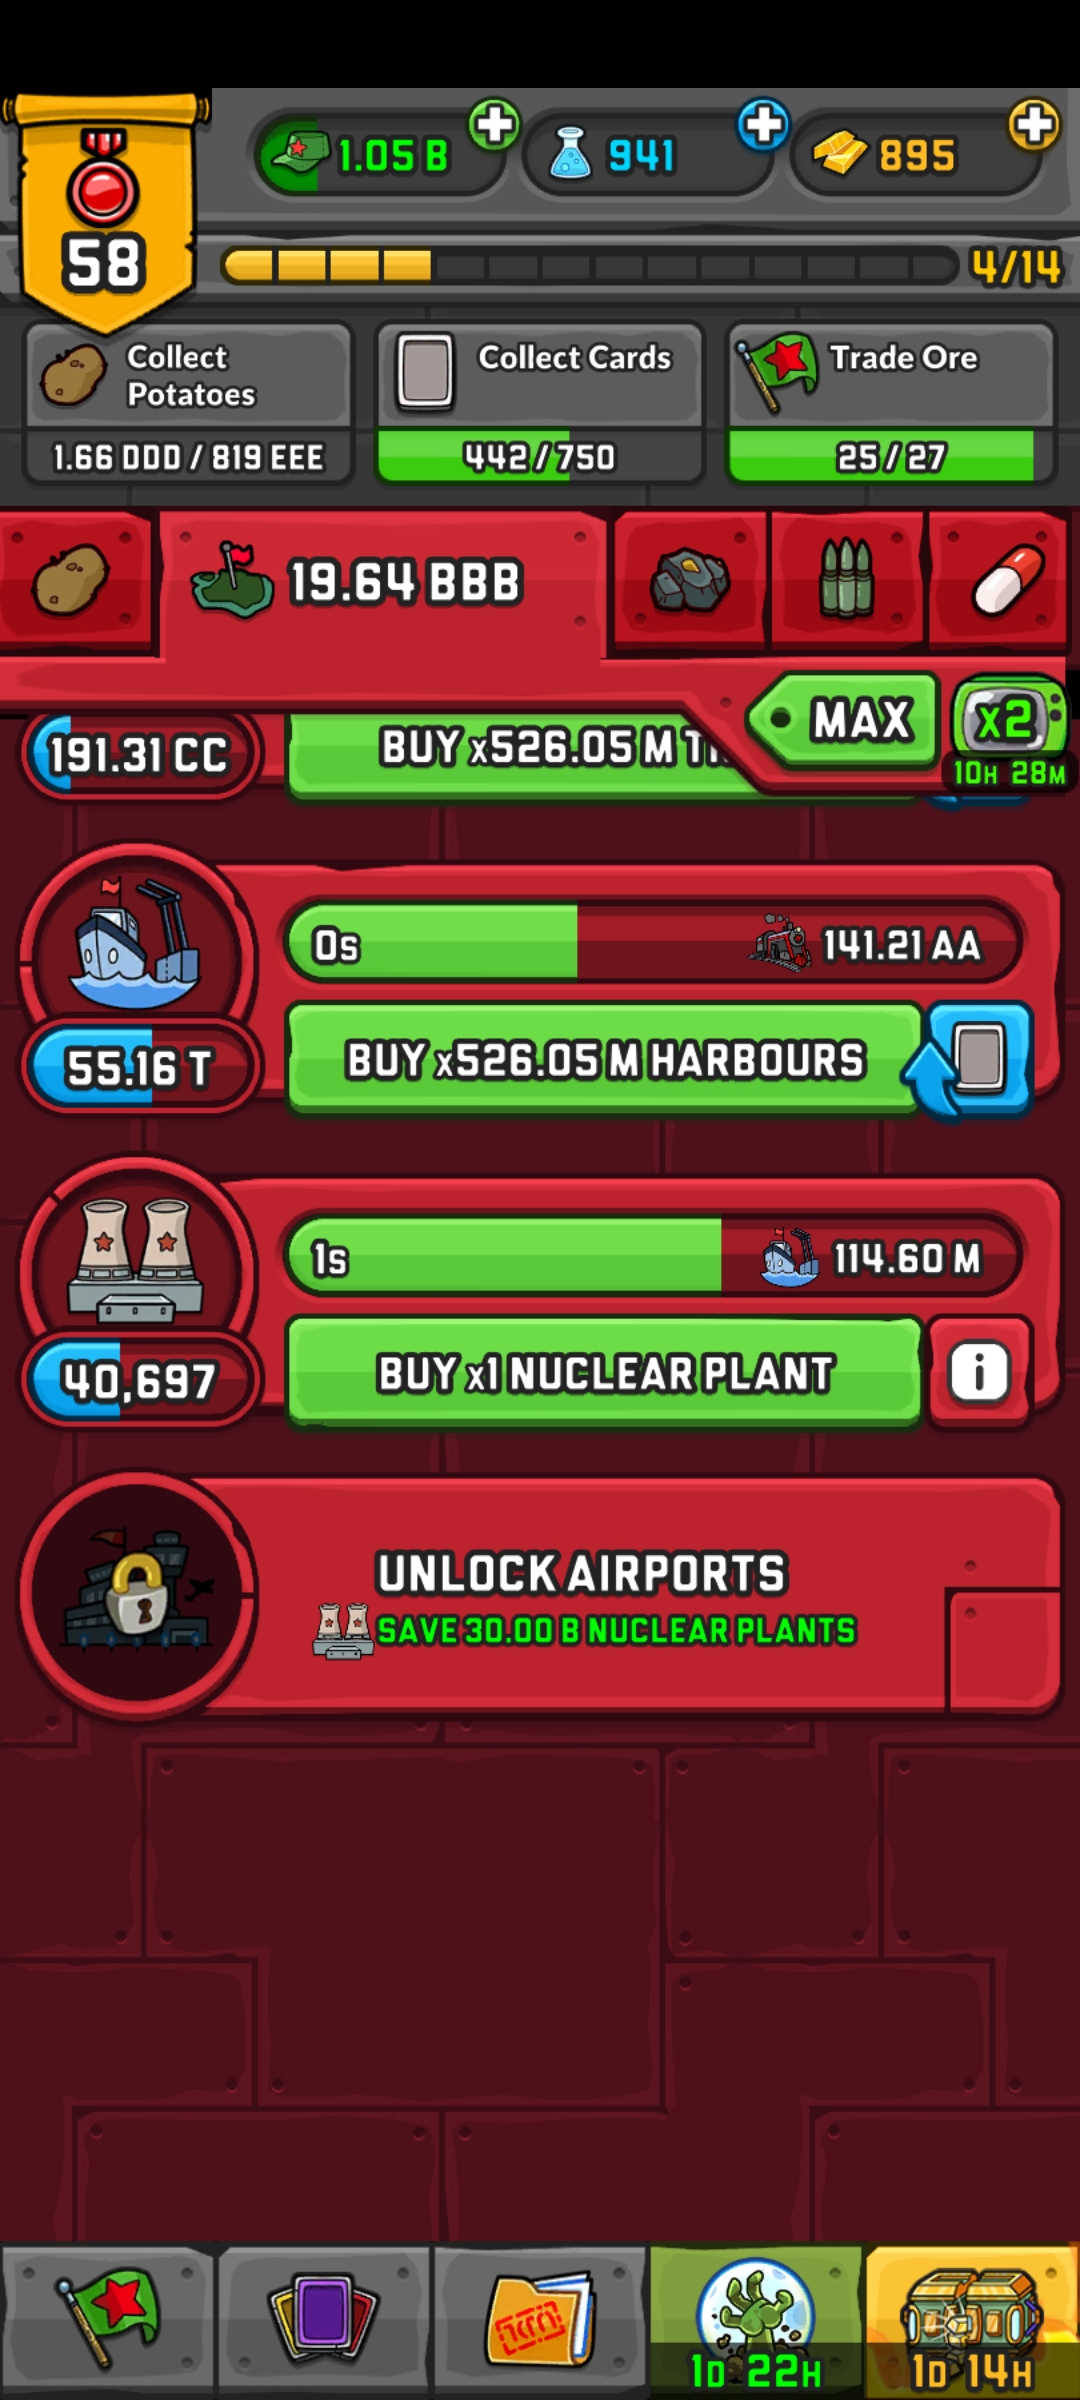 1.05 B
941
895
58
4/14
Collect
Potatoes
Collect Cards
Trade Ore
1.66 DDD / 819 EEE
442 / 750
25 / 27
19.64 BBB
MAX
x2
10H 28M
191.31 CC
BUY x526.05 M
0s
141.21 AA
55.16 T
BUY x526.05 M HARBOURS
1s
114.60 M
40,697
BUY x1 NUCLEAR PLANT
i
UNLOCK AIRPORTS
SAVE 30.00 B NUCLEAR PLANTS
1D 22H
1D 14H